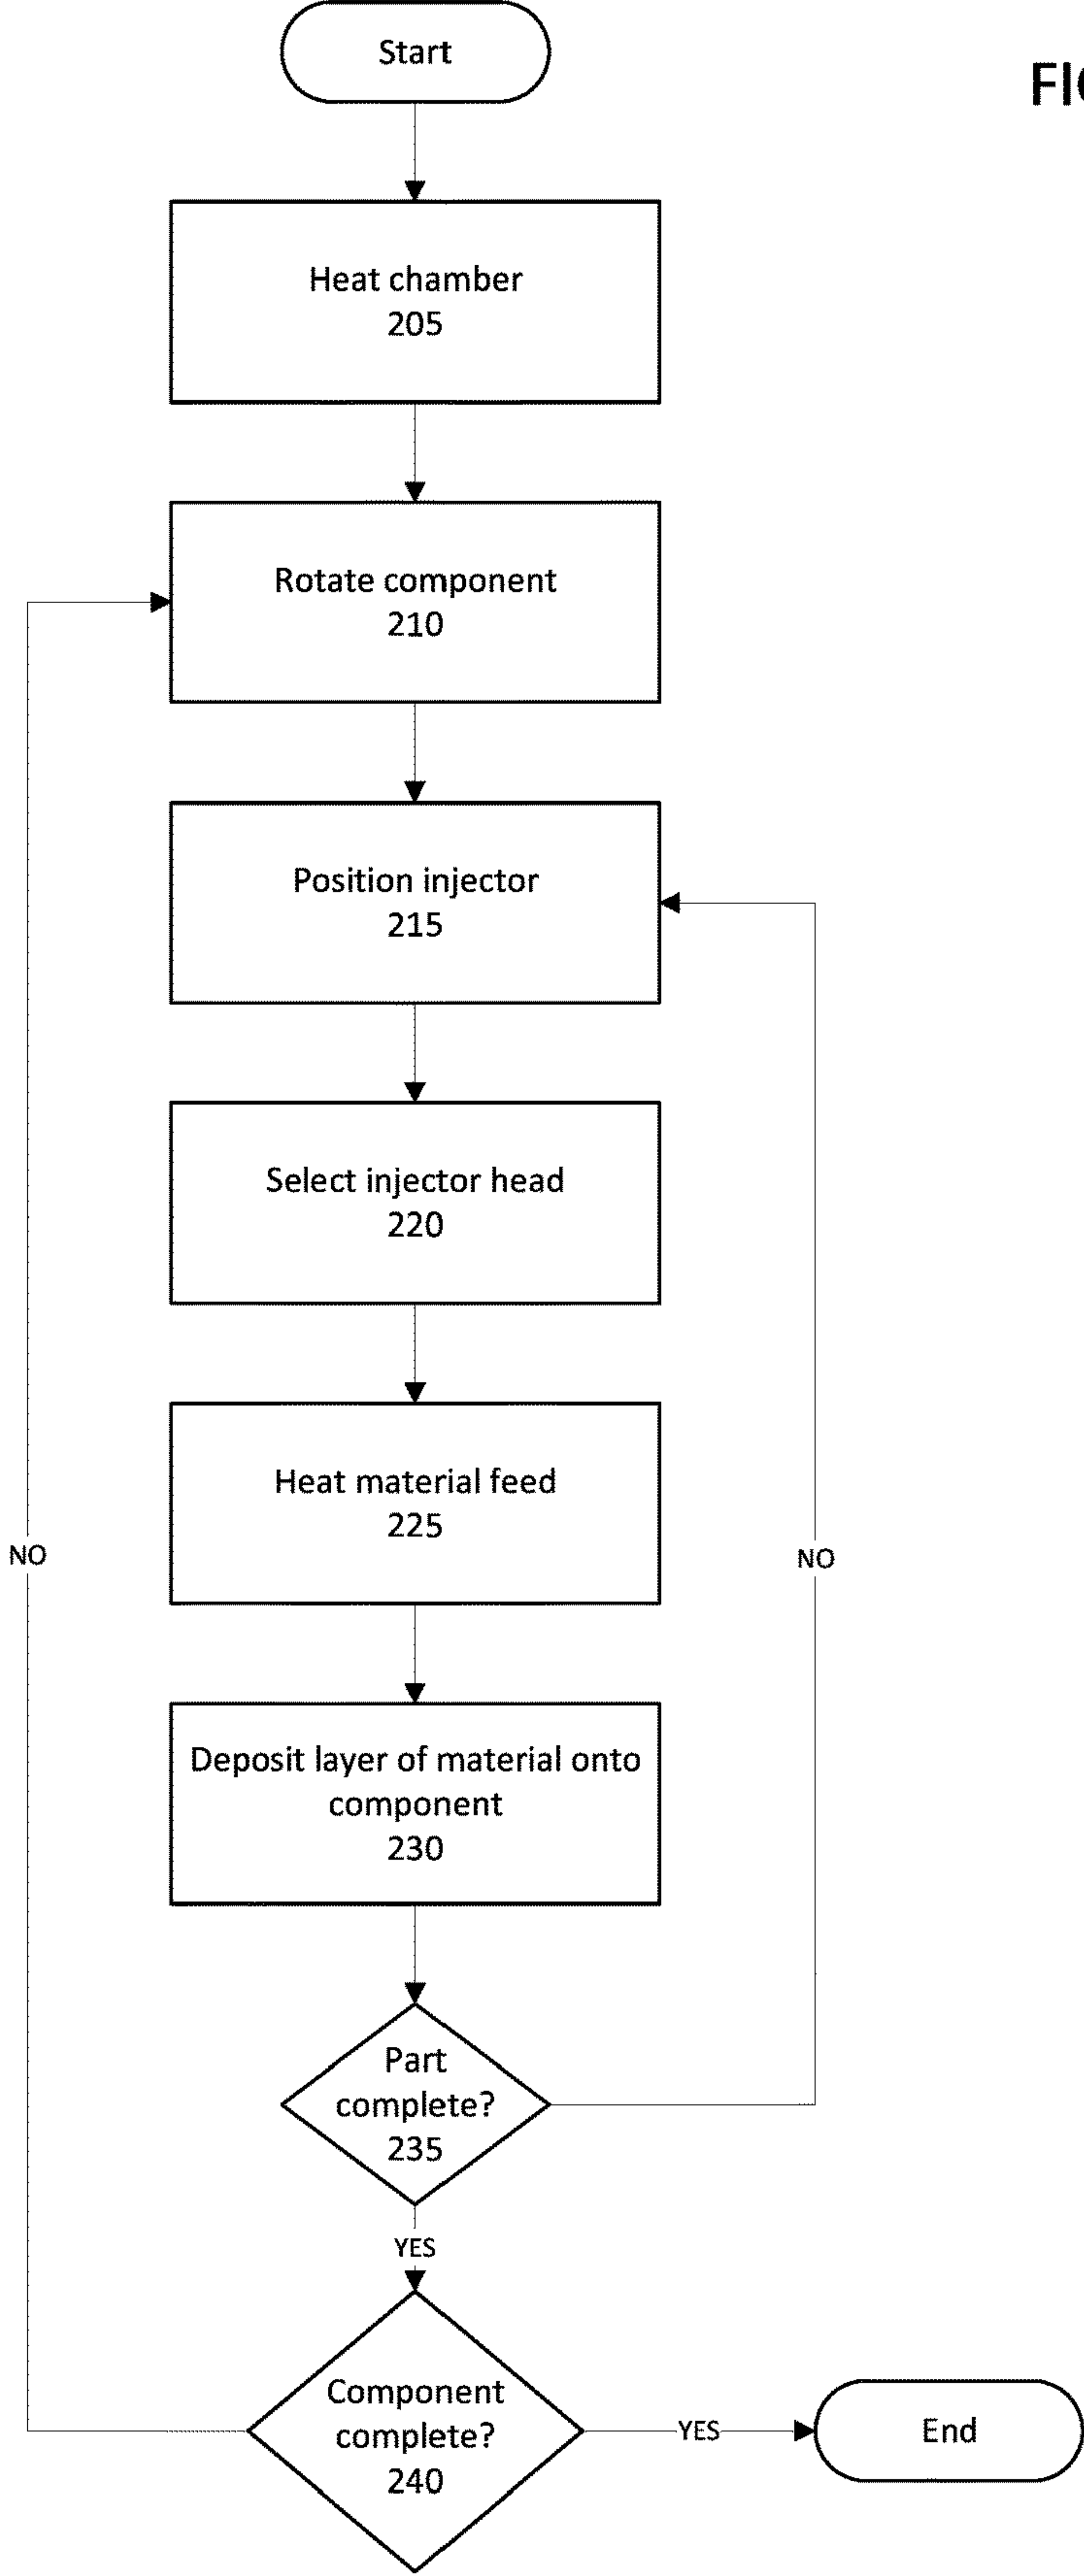 Start
Heat chamber
205
Rotate component
210
Position injector
215
Select injector head
220
Heat material feed
225
NO
NO
Deposit layer of material onto
component
230
Part
complete?
235
YES
Component
complete?
240
YES
End